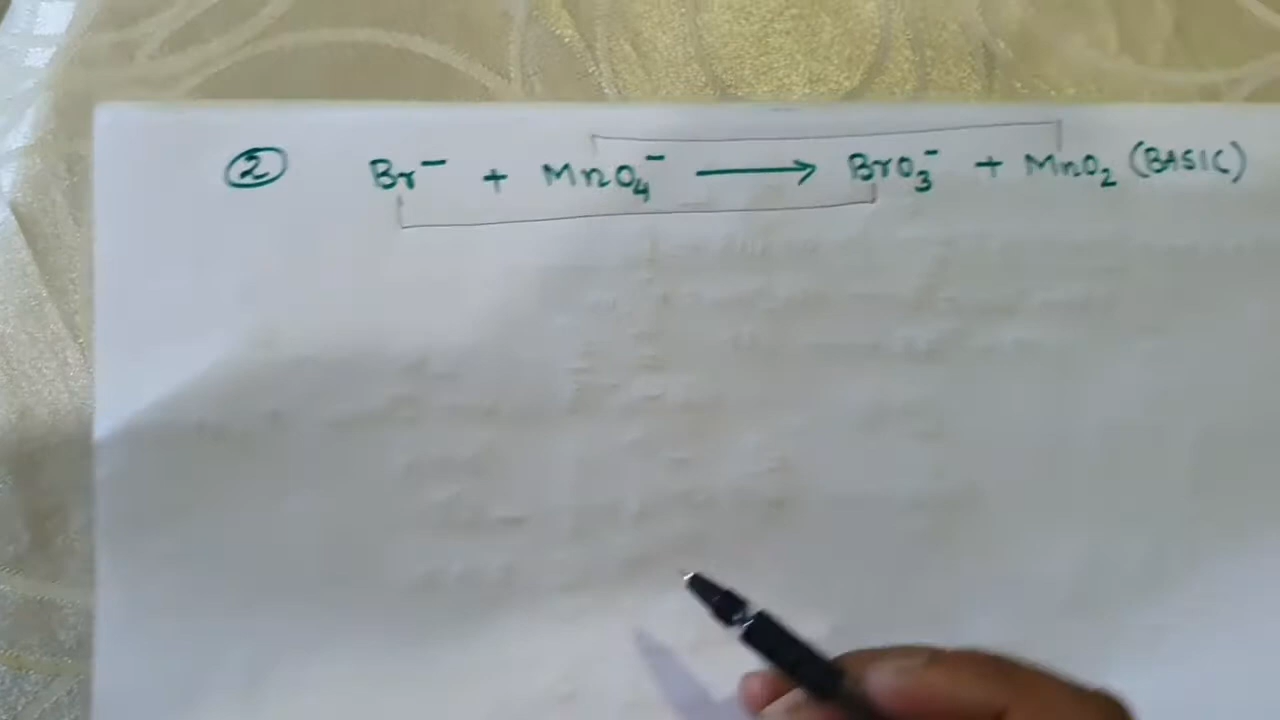 ② Br⁻ + MnO₄⁻ ⟶ BrO₃⁻ + MnO₂ (BASIC)